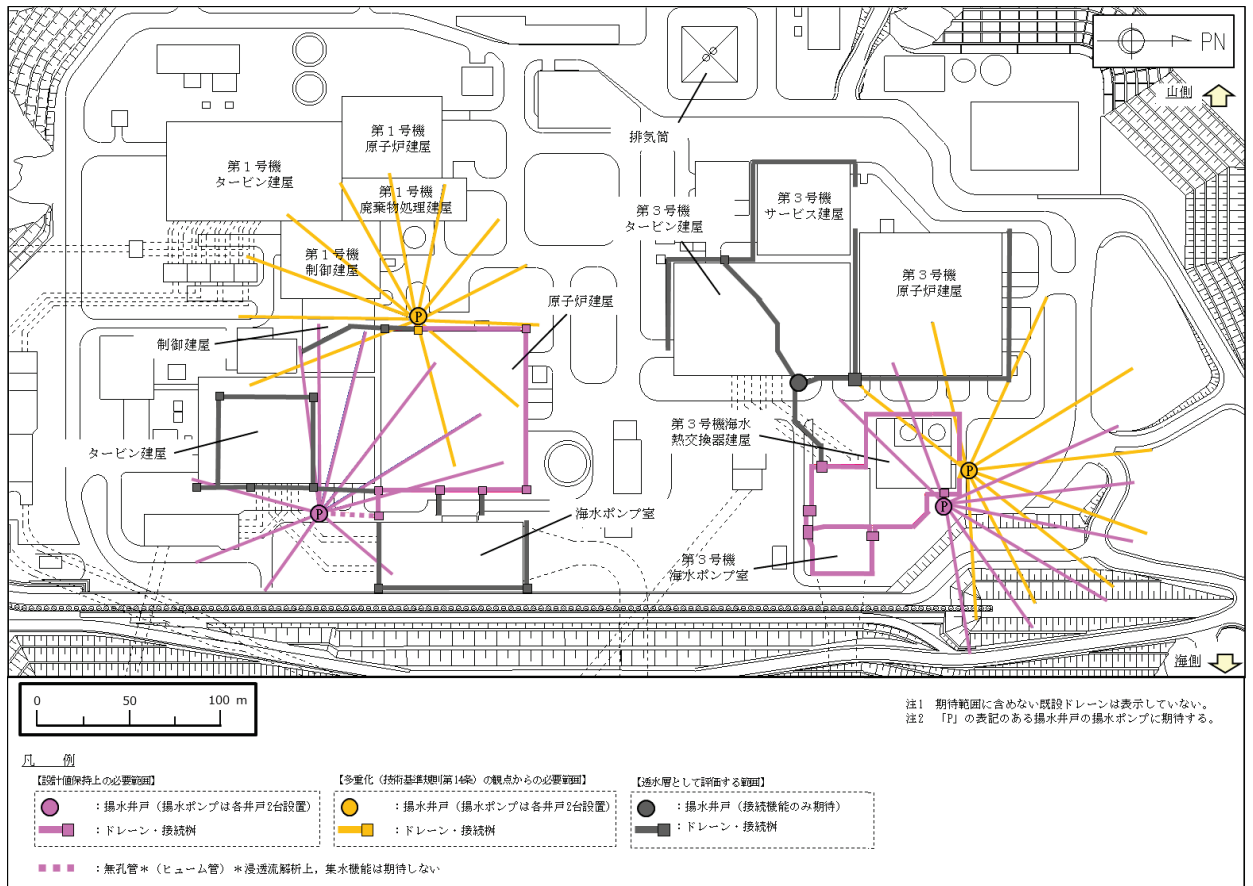 PN
山側
排気筒
第１号機
原子炉建屋
第１号機
タービン建屋
第１号機
廃棄物処理建屋
第３号機
サービス建屋
第３号機
タービン建屋
第１号機
制御建屋
第３号機
原子炉建屋
原子炉建屋
P
制御建屋
第３号機海水
熱交換器建屋
タービン建屋
P
P
P
海水ポンプ室
第３号機
海水ポンプ室
海側
0 50 100 m
注1 期待範囲に含めない既設ドレーンは表示していない。
注2 「P」の表記のある揚水井戸の揚水ポンプに期待する。
凡 例
【設計値保持上の必要範囲】
：揚水井戸（揚水ポンプは各井戸2台設置）
：ドレーン・接続桝
【多重化（技術基準規則第14条）の観点からの必要範囲】
：揚水井戸（揚水ポンプは各井戸2台設置）
：ドレーン・接続桝
【透水層として評価する範囲】
：揚水井戸（接続機能のみ期待）
：ドレーン・接続桝
：無孔管＊（ヒューム管）＊浸透流解析上，集水機能は期待しない